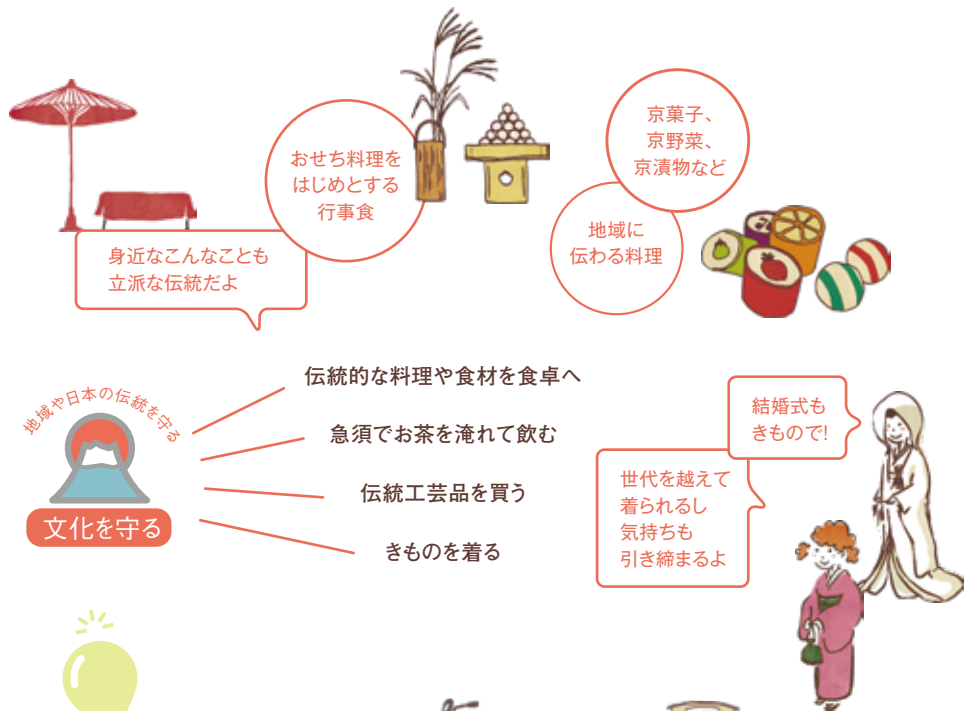 おせち料理を
はじめとする
行事食
京菓子、
京野菜、
京漬物など
地域に
伝わる料理
身近なこんなことも
立派な伝統だよ
地域や日本の伝統を守る
文化を守る
伝統的な料理や食材を食卓へ
急須でお茶を淹れて飲む
伝統工芸品を買う
きものを着る
結婚式も
きもので!
世代を越えて
着られるし
気持ちも
引き締まるよ